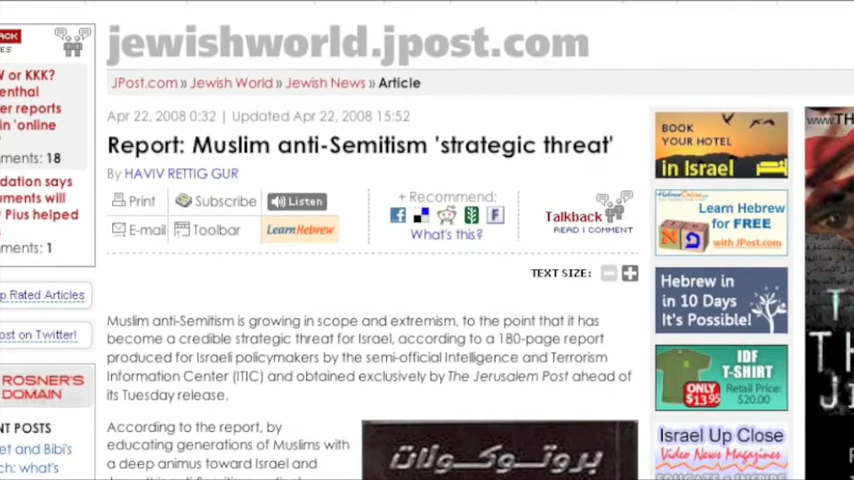 jewishworld.jpost.com
JPost.com » Jewish World » Jewish News » Article
Apr 22, 2008 0:32 | Updated Apr 22, 2008 15:52
Report: Muslim anti-Semitism 'strategic threat'
By HAVIV RETTIG GUR
Print
Subscribe
Listen
E-mail
Toolbar
Learn Hebrew
+ Recommend:
What's this?
Talkback
READ 1 COMMENT
TEXT SIZE:
Muslim anti-Semitism is growing in scope and extremism, to the point that it has
become a credible strategic threat for Israel, according to a 180-page report
produced for Israeli policymakers by the semi-official Intelligence and Terrorism
Information Center (ITIC) and obtained exclusively by The Jerusalem Post ahead of
its Tuesday release.
According to the report, by
educating generations of Muslims with
a deep animus toward Israel and
بروتوكولات
W or KKK?
enthal
er reports
in 'online
ments: 18
dation says
uments will
Pius helped
ments: 1
p Rated Articles
ost on Twitter!
ROSNER'S
DOMAIN
NT POSTS
et and Bibi's
ch: what's
BOOK
YOUR HOTEL
in Israel
Learn Hebrew
for FREE
with JPost.com
Hebrew in
in 10 Days
It's Possible!
IDF
T-SHIRT
ONLY
$13.95
Retail Price:
$20.00
Israel Up Close
Video News Magazines
www.TH
TH